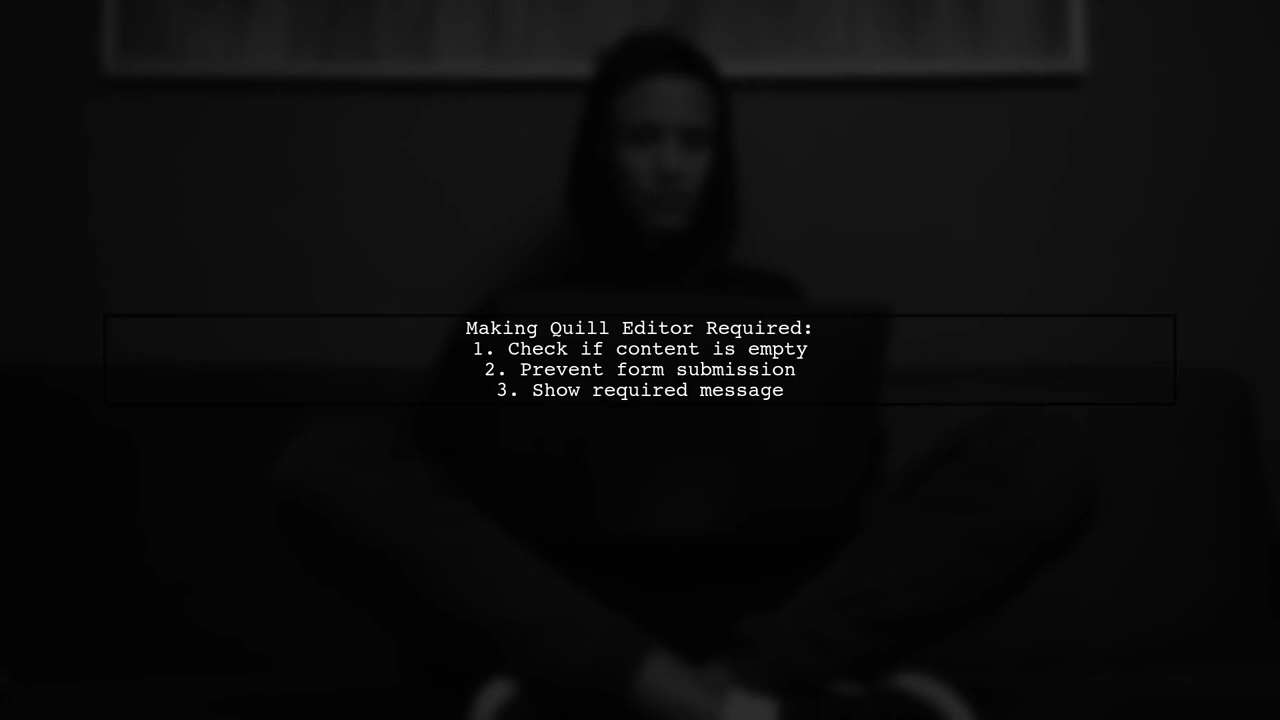 Making Quill Editor Required:
1. Check if content is empty
2. Prevent form submission
3. Show required message